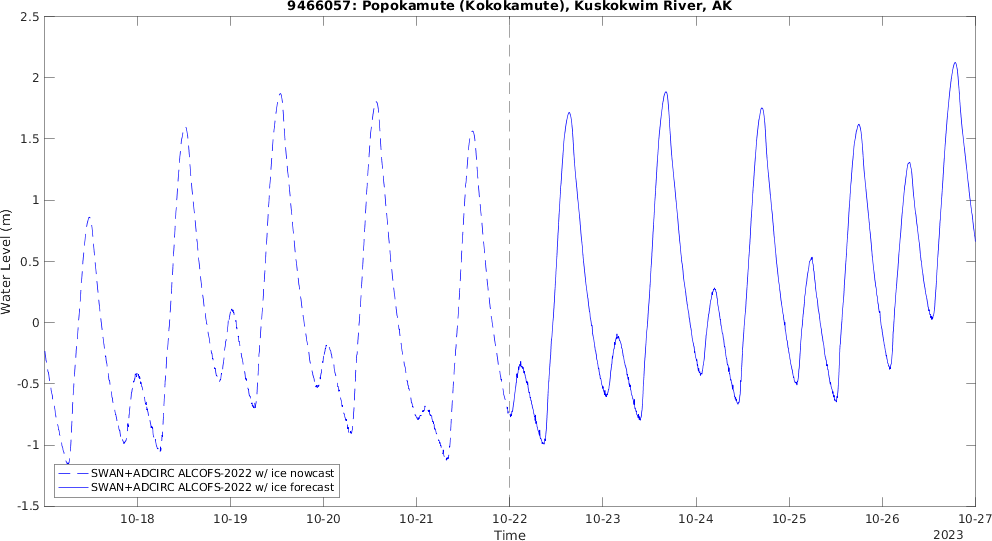 9466057: Popokamute (Kokokamute), Kuskokwim River, AK
2.5
2
1.5
1
0.5
0
-0.5
-1
-1.5
Water Level (m)
SWAN+ADCIRC ALCOFS-2022 w/ ice nowcast
SWAN+ADCIRC ALCOFS-2022 w/ ice forecast
10-18 10-19 10-20 10-21 10-22 10-23 10-24 10-25 10-26 10-27
Time
2023